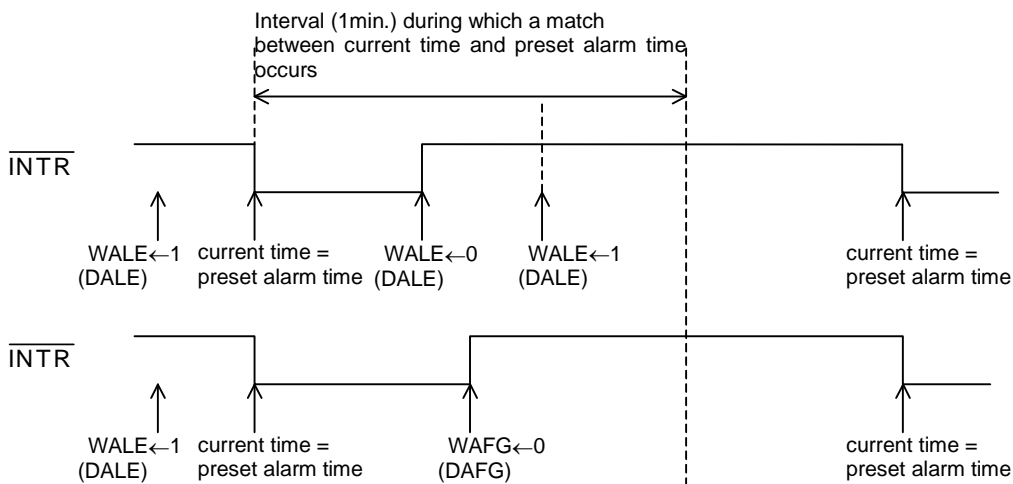 Interval (1min.) during which a match
between current time and preset alarm time
occurs
INTR
WALE←1 current time = WALE←0 WALE←1 current time =
(DALE) preset alarm time (DALE) (DALE) preset alarm time
INTR
WALE←1 current time = WAFG←0 current time =
(DALE) preset alarm time (DAFG) preset alarm time